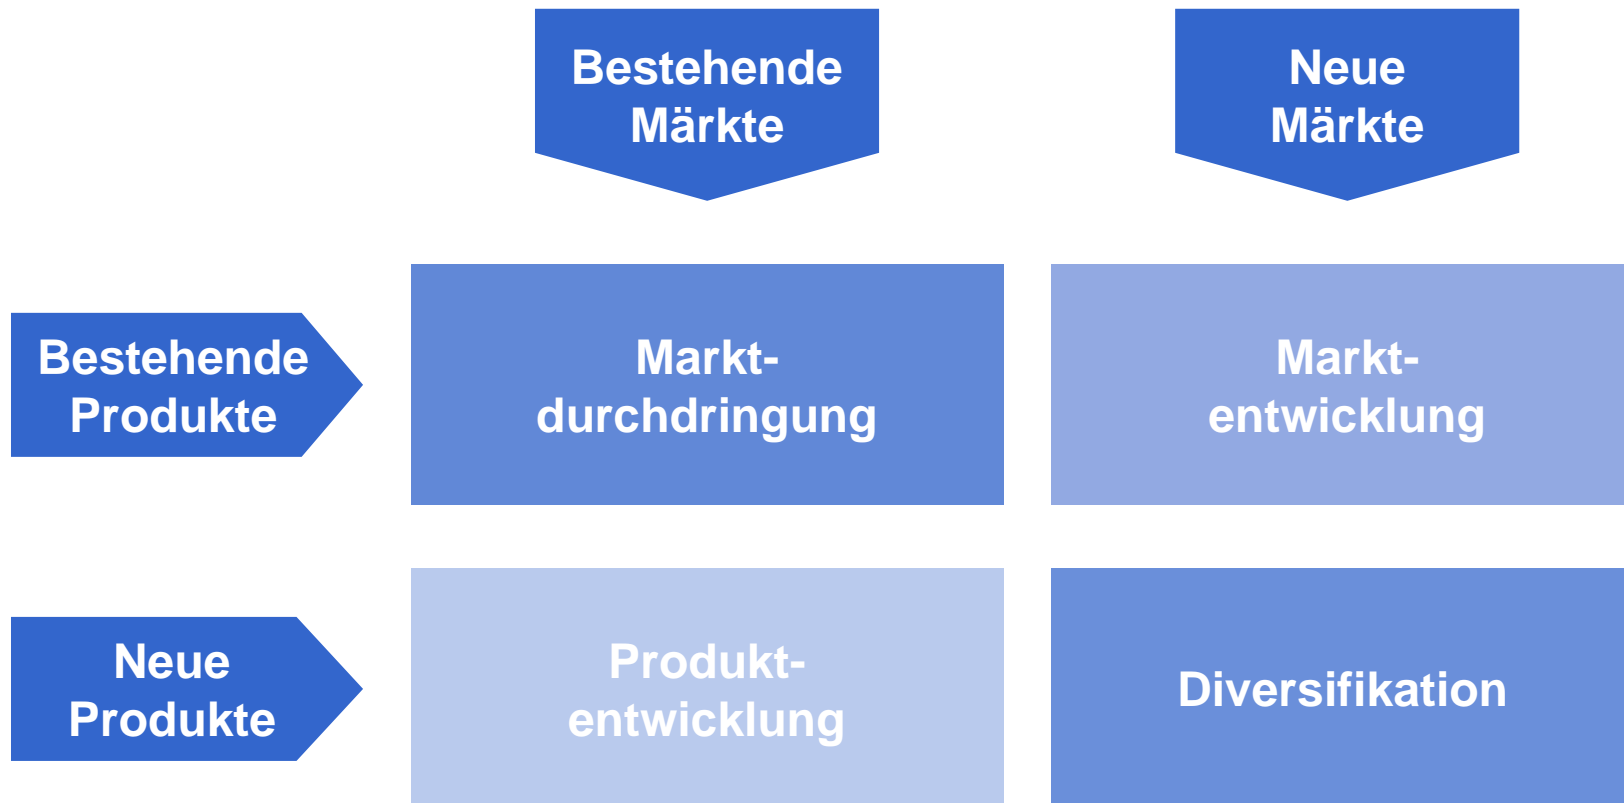 Bestehende
Märkte
Neue
Märkte
Bestehende
Produkte
Markt-
durchdringung
Markt-
entwicklung
Neue
Produkte
Produkt-
entwicklung
Diversifikation